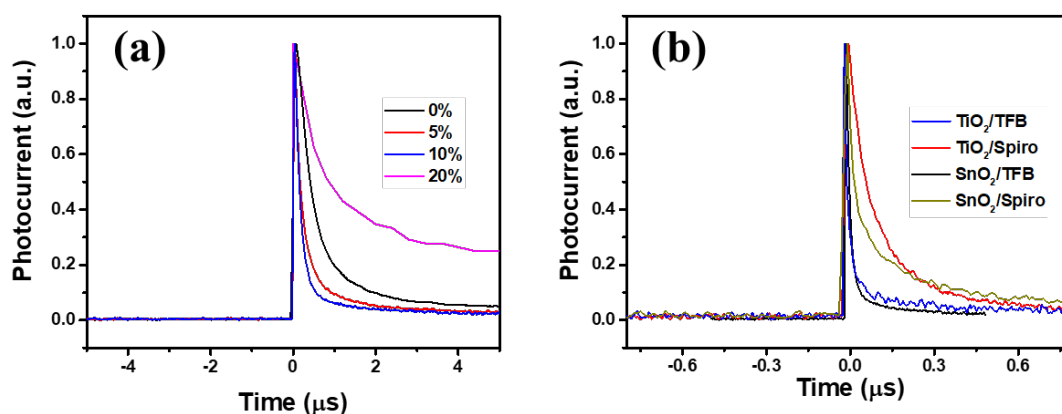 (a)
Photocurrent (a.u.)
1.0
0.8
0.6
0.4
0.2
0.0
0%
5%
10%
20%
-4
-2
0
2
4
Time (μs)
(b)
Photocurrent (a.u.)
1.0
0.8
0.6
0.4
0.2
0.0
TiO₂/TFB
TiO₂/Spiro
SnO₂/TFB
SnO₂/Spiro
-0.6
-0.3
0.0
0.3
0.6
Time (μs)